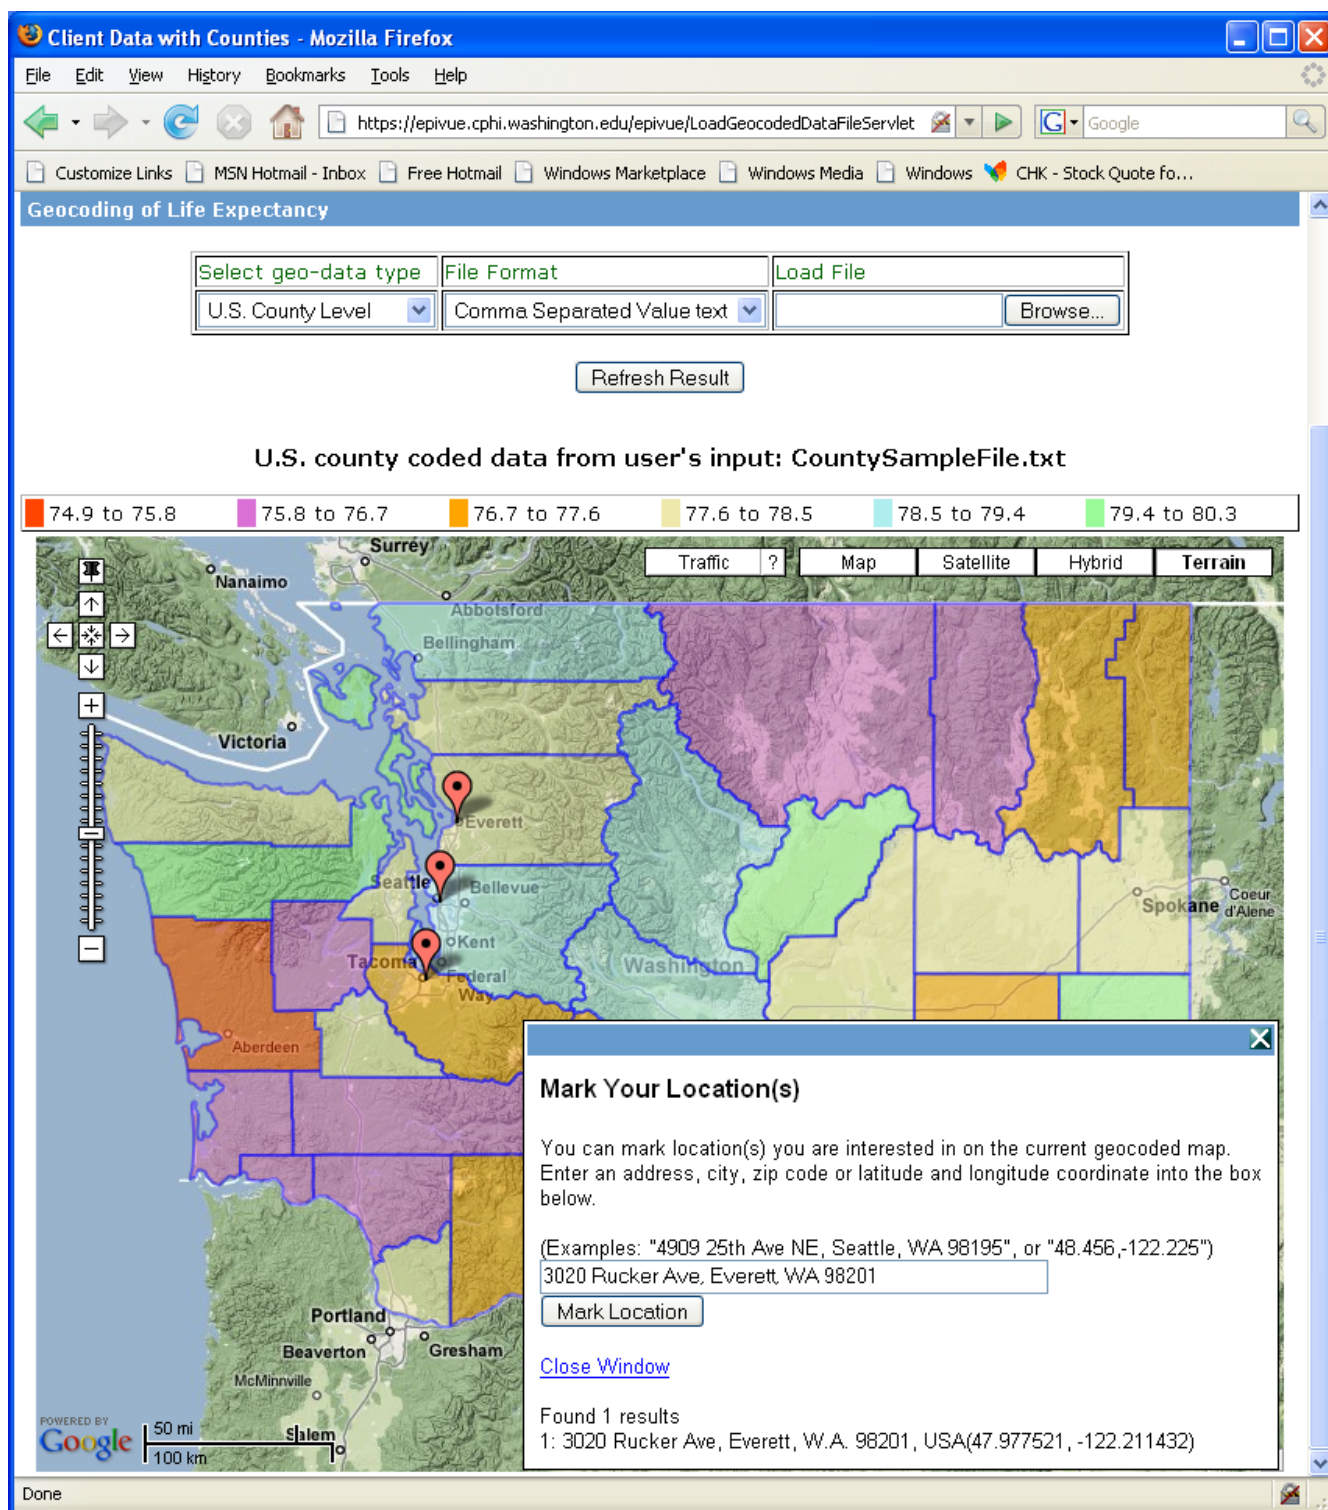 Client Data with Counties - Mozilla Firefox
File Edit View History Bookmarks Tools Help
https://epivue.cphi.washington.edu/epivue/LoadGeocodedDataFileServlet G Google
Customize Links MSN Hotmail - Inbox Free Hotmail Windows Marketplace Windows Media Windows CHK - Stock Quote fo...
Geocoding of Life Expectancy
Select geo-data type File Format Load File
U.S. County Level Comma Separated Value text Browse...
Refresh Result
U.S. county coded data from user's input: CountySampleFile.txt
74.9 to 75.8 75.8 to 76.7 76.7 to 77.6 77.6 to 78.5 78.5 to 79.4 79.4 to 80.3
Surrey
Traffic ? Map Satellite Hybrid Terrain
Nanaimo
Abbotsford
Bellingham
Victoria
Everett
Seattle
Bellevue
Spokane
Coeur
d'Alene
Kent
Tacoma
Federal
Way
Washington
Aberdeen
Mark Your Location(s)
You can mark location(s) you are interested in on the current geocoded map.
Enter an address, city, zip code or latitude and longitude coordinate into the box
below.
(Examples: "4909 25th Ave NE, Seattle, WA 98195", or "48.456,-122.225")
3020 Rucker Ave, Everett, WA 98201
Mark Location
Close Window
Found 1 results
1: 3020 Rucker Ave, Everett, W.A. 98201, USA(47.977521, -122.211432)
Portland
Beaverton
Gresham
McMinnville
Salem
POWERED BY
Google
50 mi
100 km
Done